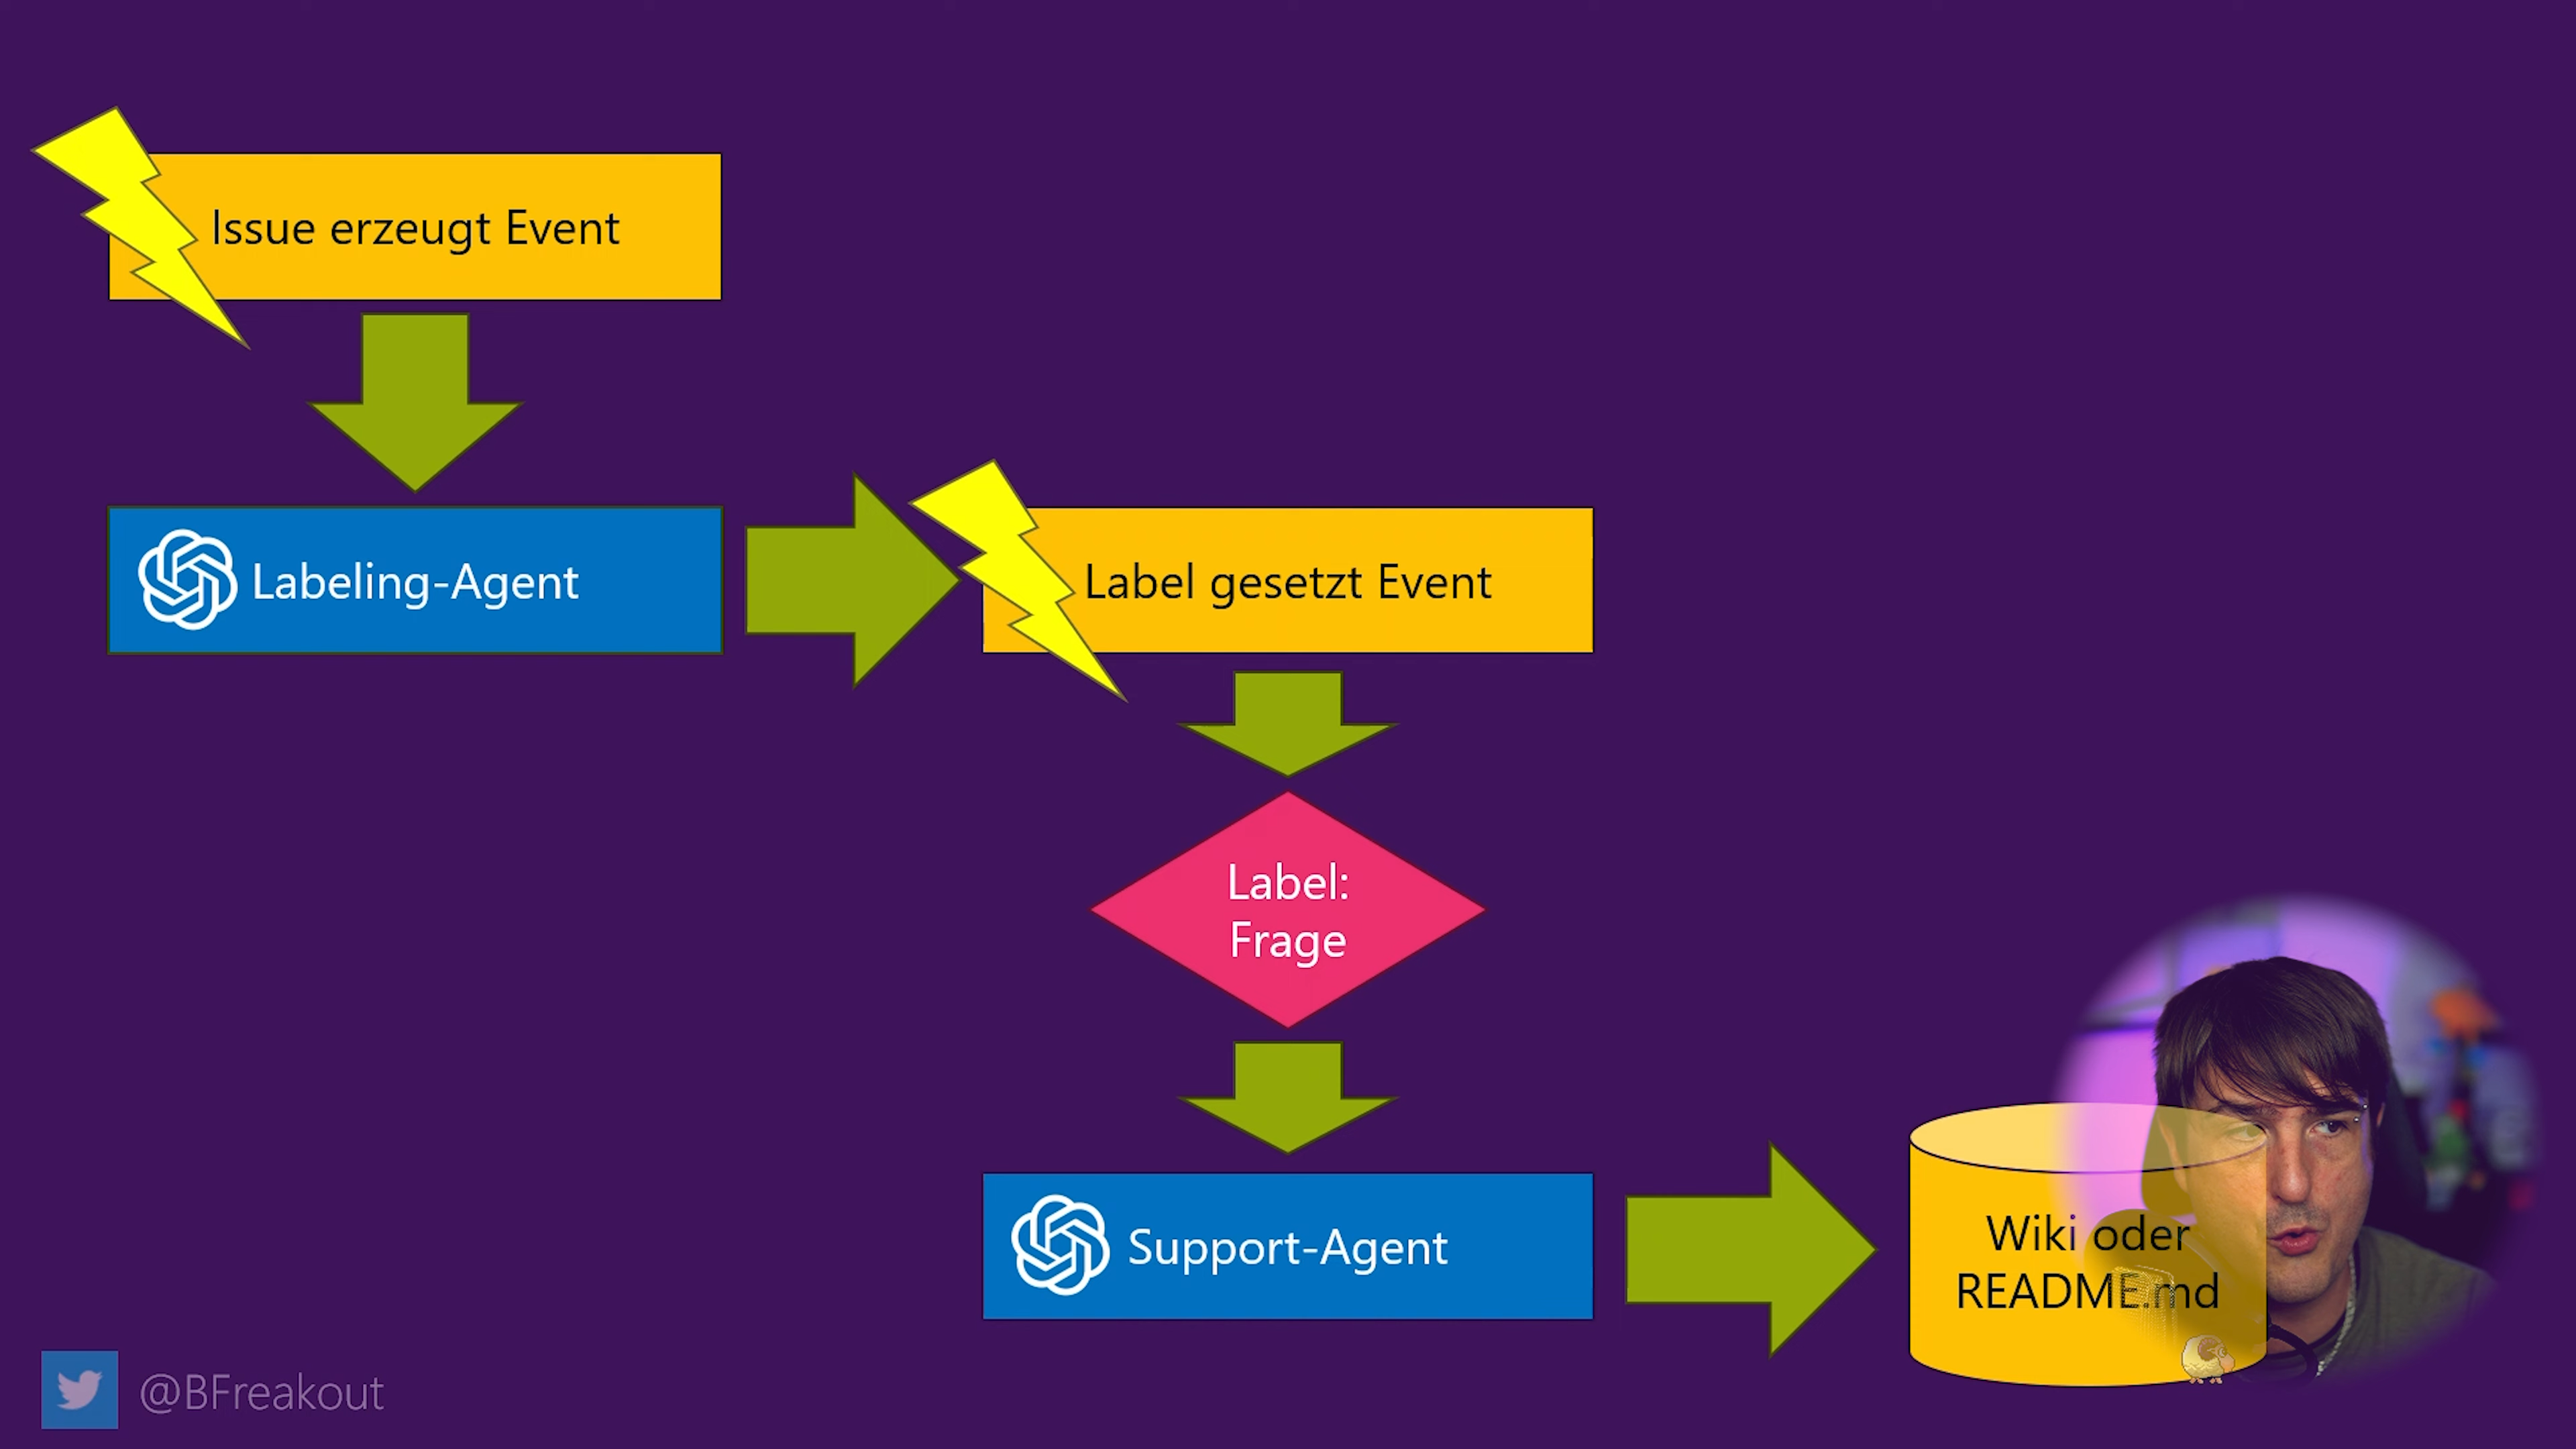 Issue erzeugt Event
Labeling-Agent
Label gesetzt Event
Label:
Frage
Support-Agent
Wiki oder
README.md
@BFreakout